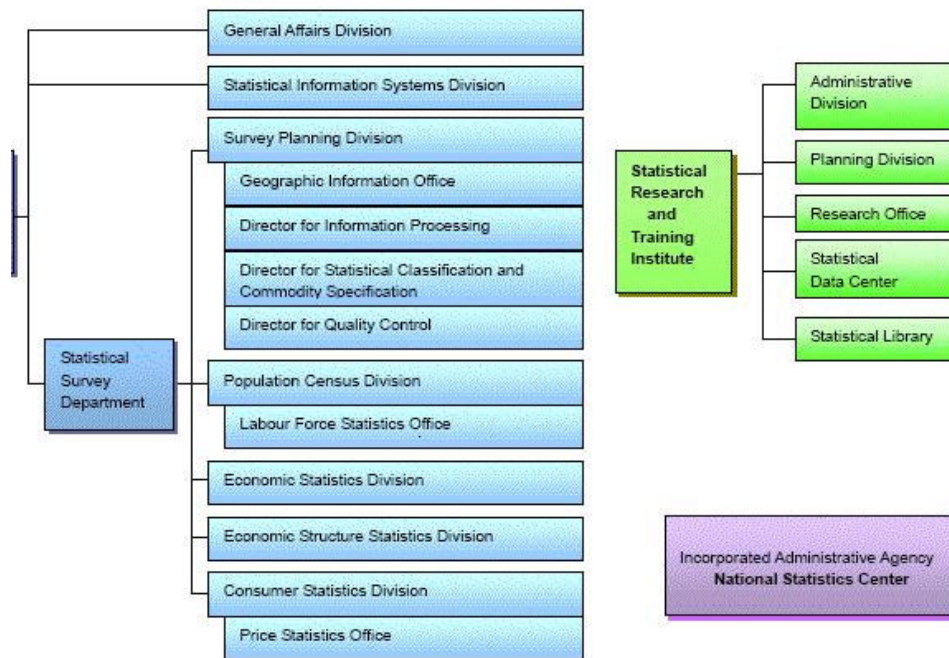 General Affairs Division
Statistical Information Systems Division
Survey Planning Division
Geographic Information Office
Director for Information Processing
Director for Statistical Classification and
Commodity Specification
Director for Quality Control
Statistical
Survey
Department
Population Census Division
Labour Force Statistics Office
Economic Statistics Division
Economic Structure Statistics Division
Consumer Statistics Division
Price Statistics Office
Statistical
Research
and
Training
Institute
Administrative
Division
Planning Division
Research Office
Statistical
Data Center
Statistical Library
Incorporated Administrative Agency
National Statistics Center